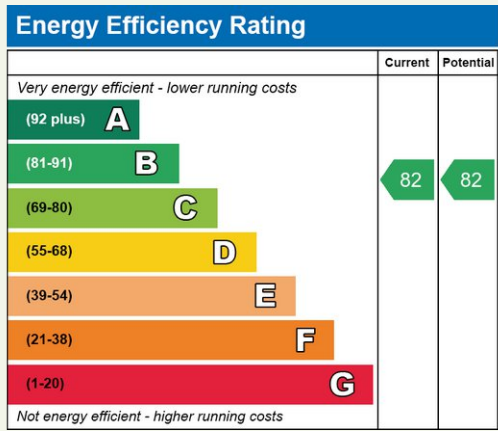 Energy Efficiency Rating
Current Potential
Very energy efficient - lower running costs
(92 plus) A
(81-91) B
82 82
(69-80) C
(55-68) D
(39-54) E
(21-38) F
(1-20) G
Not energy efficient - higher running costs